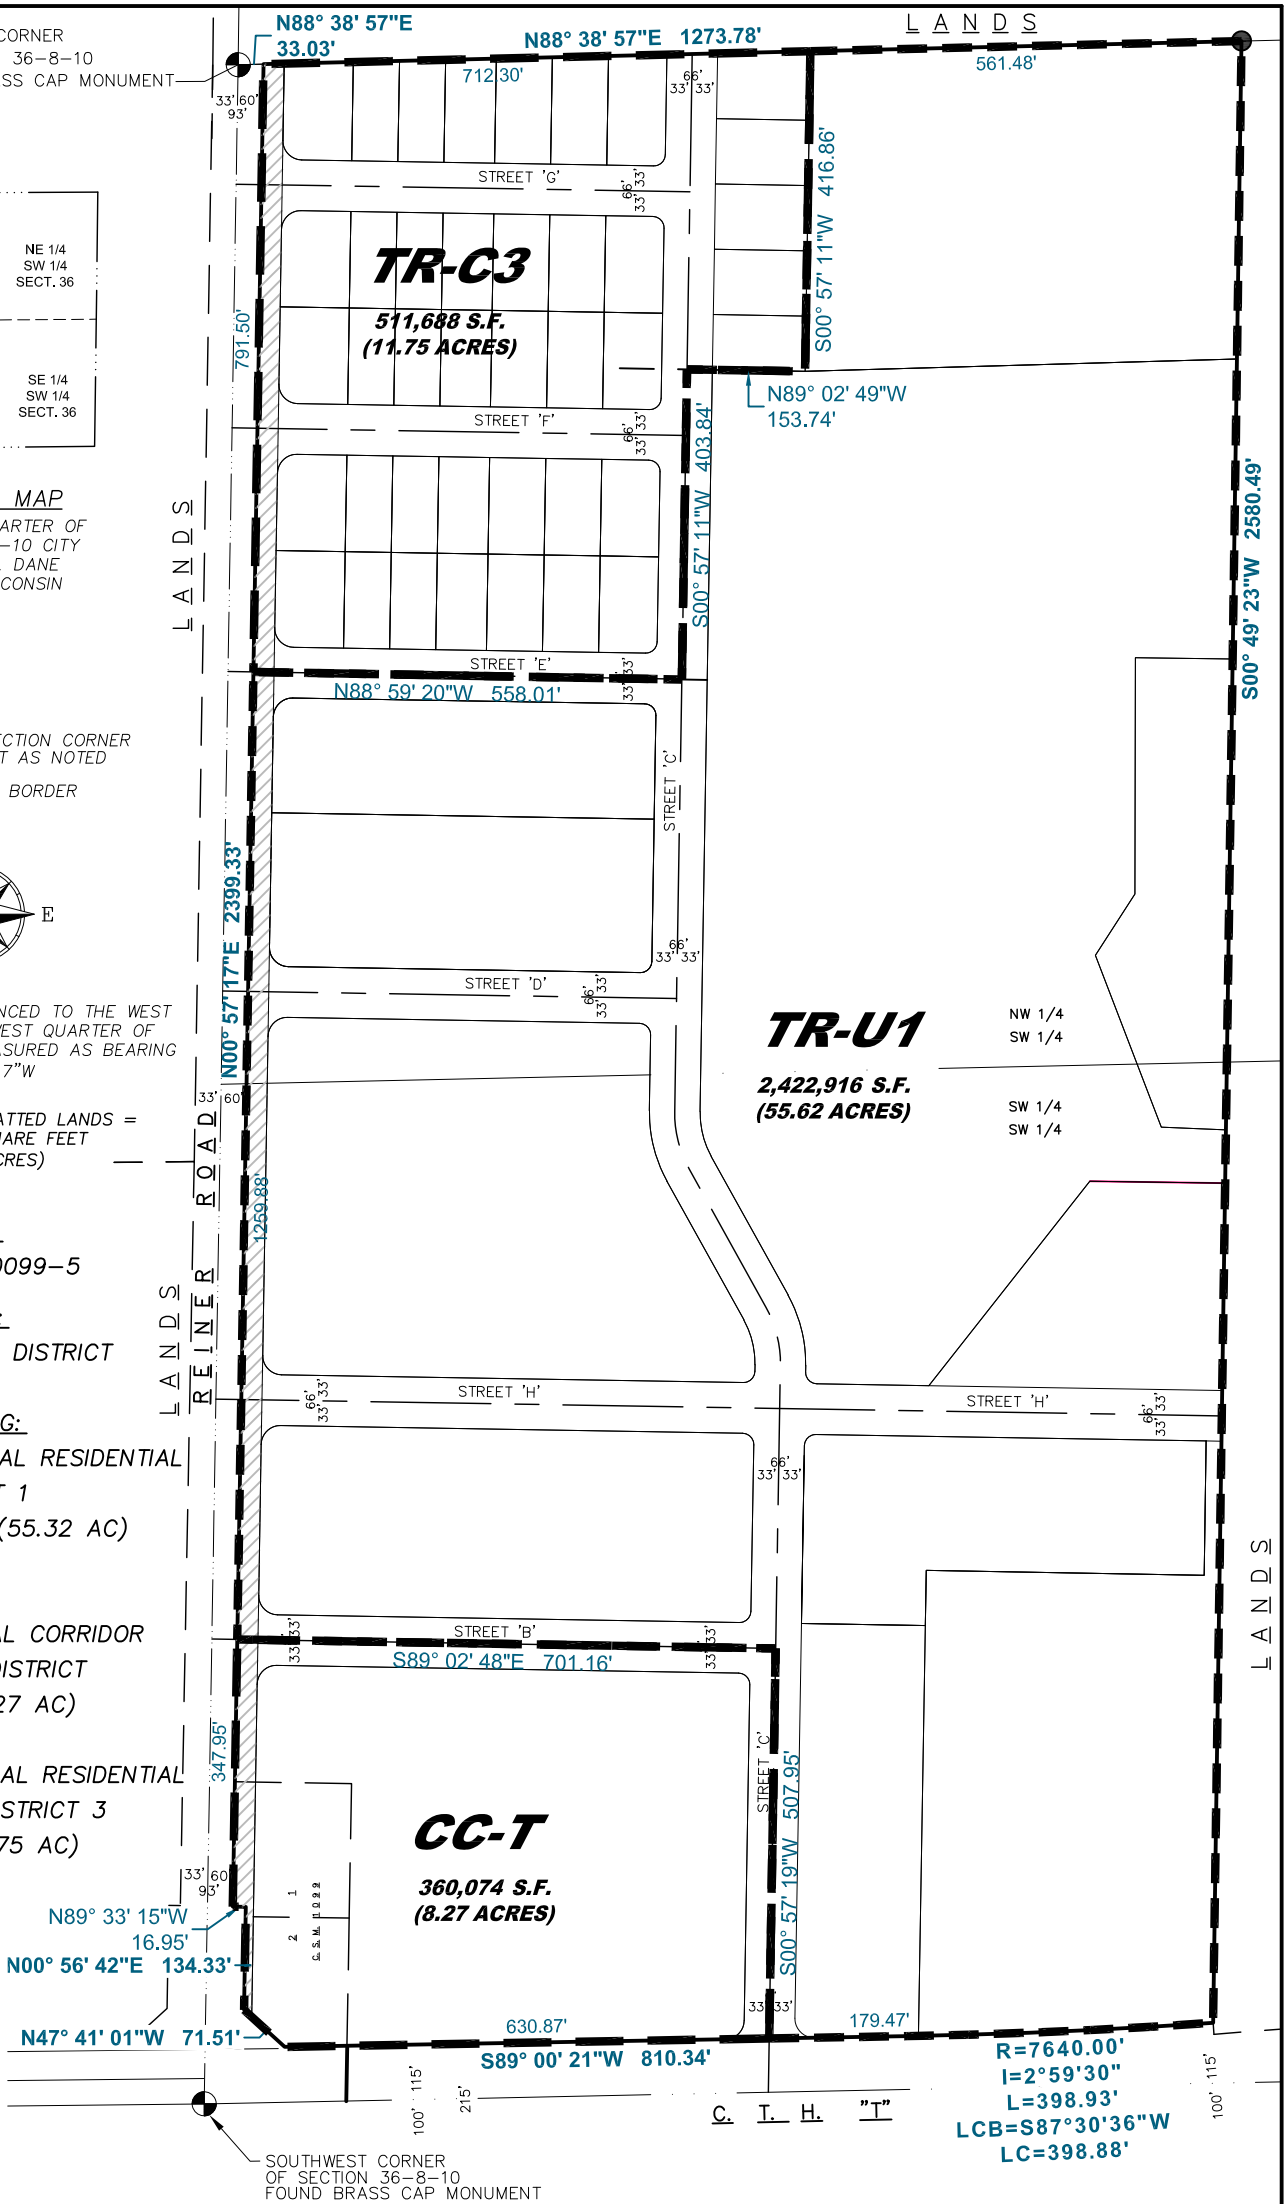 CORNER
36-8-10
SS CAP MONUMENT
N88° 38' 57"E
33.03'
N88° 38' 57"E 1273.78'
LANDS
712.30'
561.48'
66'
33' 33'
33' 60'
93'
STREET 'G'
66'
33' 33'
S00° 57' 11"W 416.86'
NE 1/4
SW 1/4
SECT. 36
SE 1/4
SW 1/4
SECT. 36
TR-C3
511,688 S.F.
(11.75 ACRES)
791.50'
N89° 02' 49"W
153.74'
STREET 'F'
66'
33' 33'
S00° 57' 11"W 403.84'
MAP
ARTER OF
-10 CITY
DANE
CONSIN
LANDS
S00° 49' 23"W 2580.49'
STREET 'E'
33' 33'
N88° 59' 20"W 558.01'
CTION CORNER
T AS NOTED
BORDER
STREET 'C'
E
N00° 57' 17"E 2399.33'
66'
33' 33'
STREET 'D'
66'
33' 33'
NCED TO THE WEST
WEST QUARTER OF
ASURED AS BEARING
7"W
TR-U1
2,422,916 S.F.
(55.62 ACRES)
NW 1/4
SW 1/4
SW 1/4
SW 1/4
33' 60'
ATTED LANDS =
UARE FEET
CRES)
1259.88'
REINER ROAD
LANDS
0099-5
DISTRICT
STREET 'H'
66'
33' 33'
STREET 'H'
66'
33' 33'
G:
AL RESIDENTIAL
T 1
(55.32 AC)
66'
33' 33'
LANDS
AL CORRIDOR
DISTRICT
27 AC)
33' 33'
STREET 'B'
33' 33'
S89° 02' 48"E 701.16'
347.95'
STREET 'C'
S00° 57' 19"W 507.95'
AL RESIDENTIAL
STRICT 3
75 AC)
CC-T
360,074 S.F.
(8.27 ACRES)
33' 60'
93'
1
2
C.S.M. 1099
N89° 33' 15"W
16.95'
N00° 56' 42"E 134.33'
N47° 41' 01"W 71.51'
630.87'
33' 33'
179.47'
S89° 00' 21"W 810.34'
R=7640.00'
I=2°59'30"
L=398.93'
LCB=S87°30'36"W
LC=398.88'
100' 115'
215'
100' 115'
C. T. H. "T"
SOUTHWEST CORNER
OF SECTION 36-8-10
FOUND BRASS CAP MONUMENT